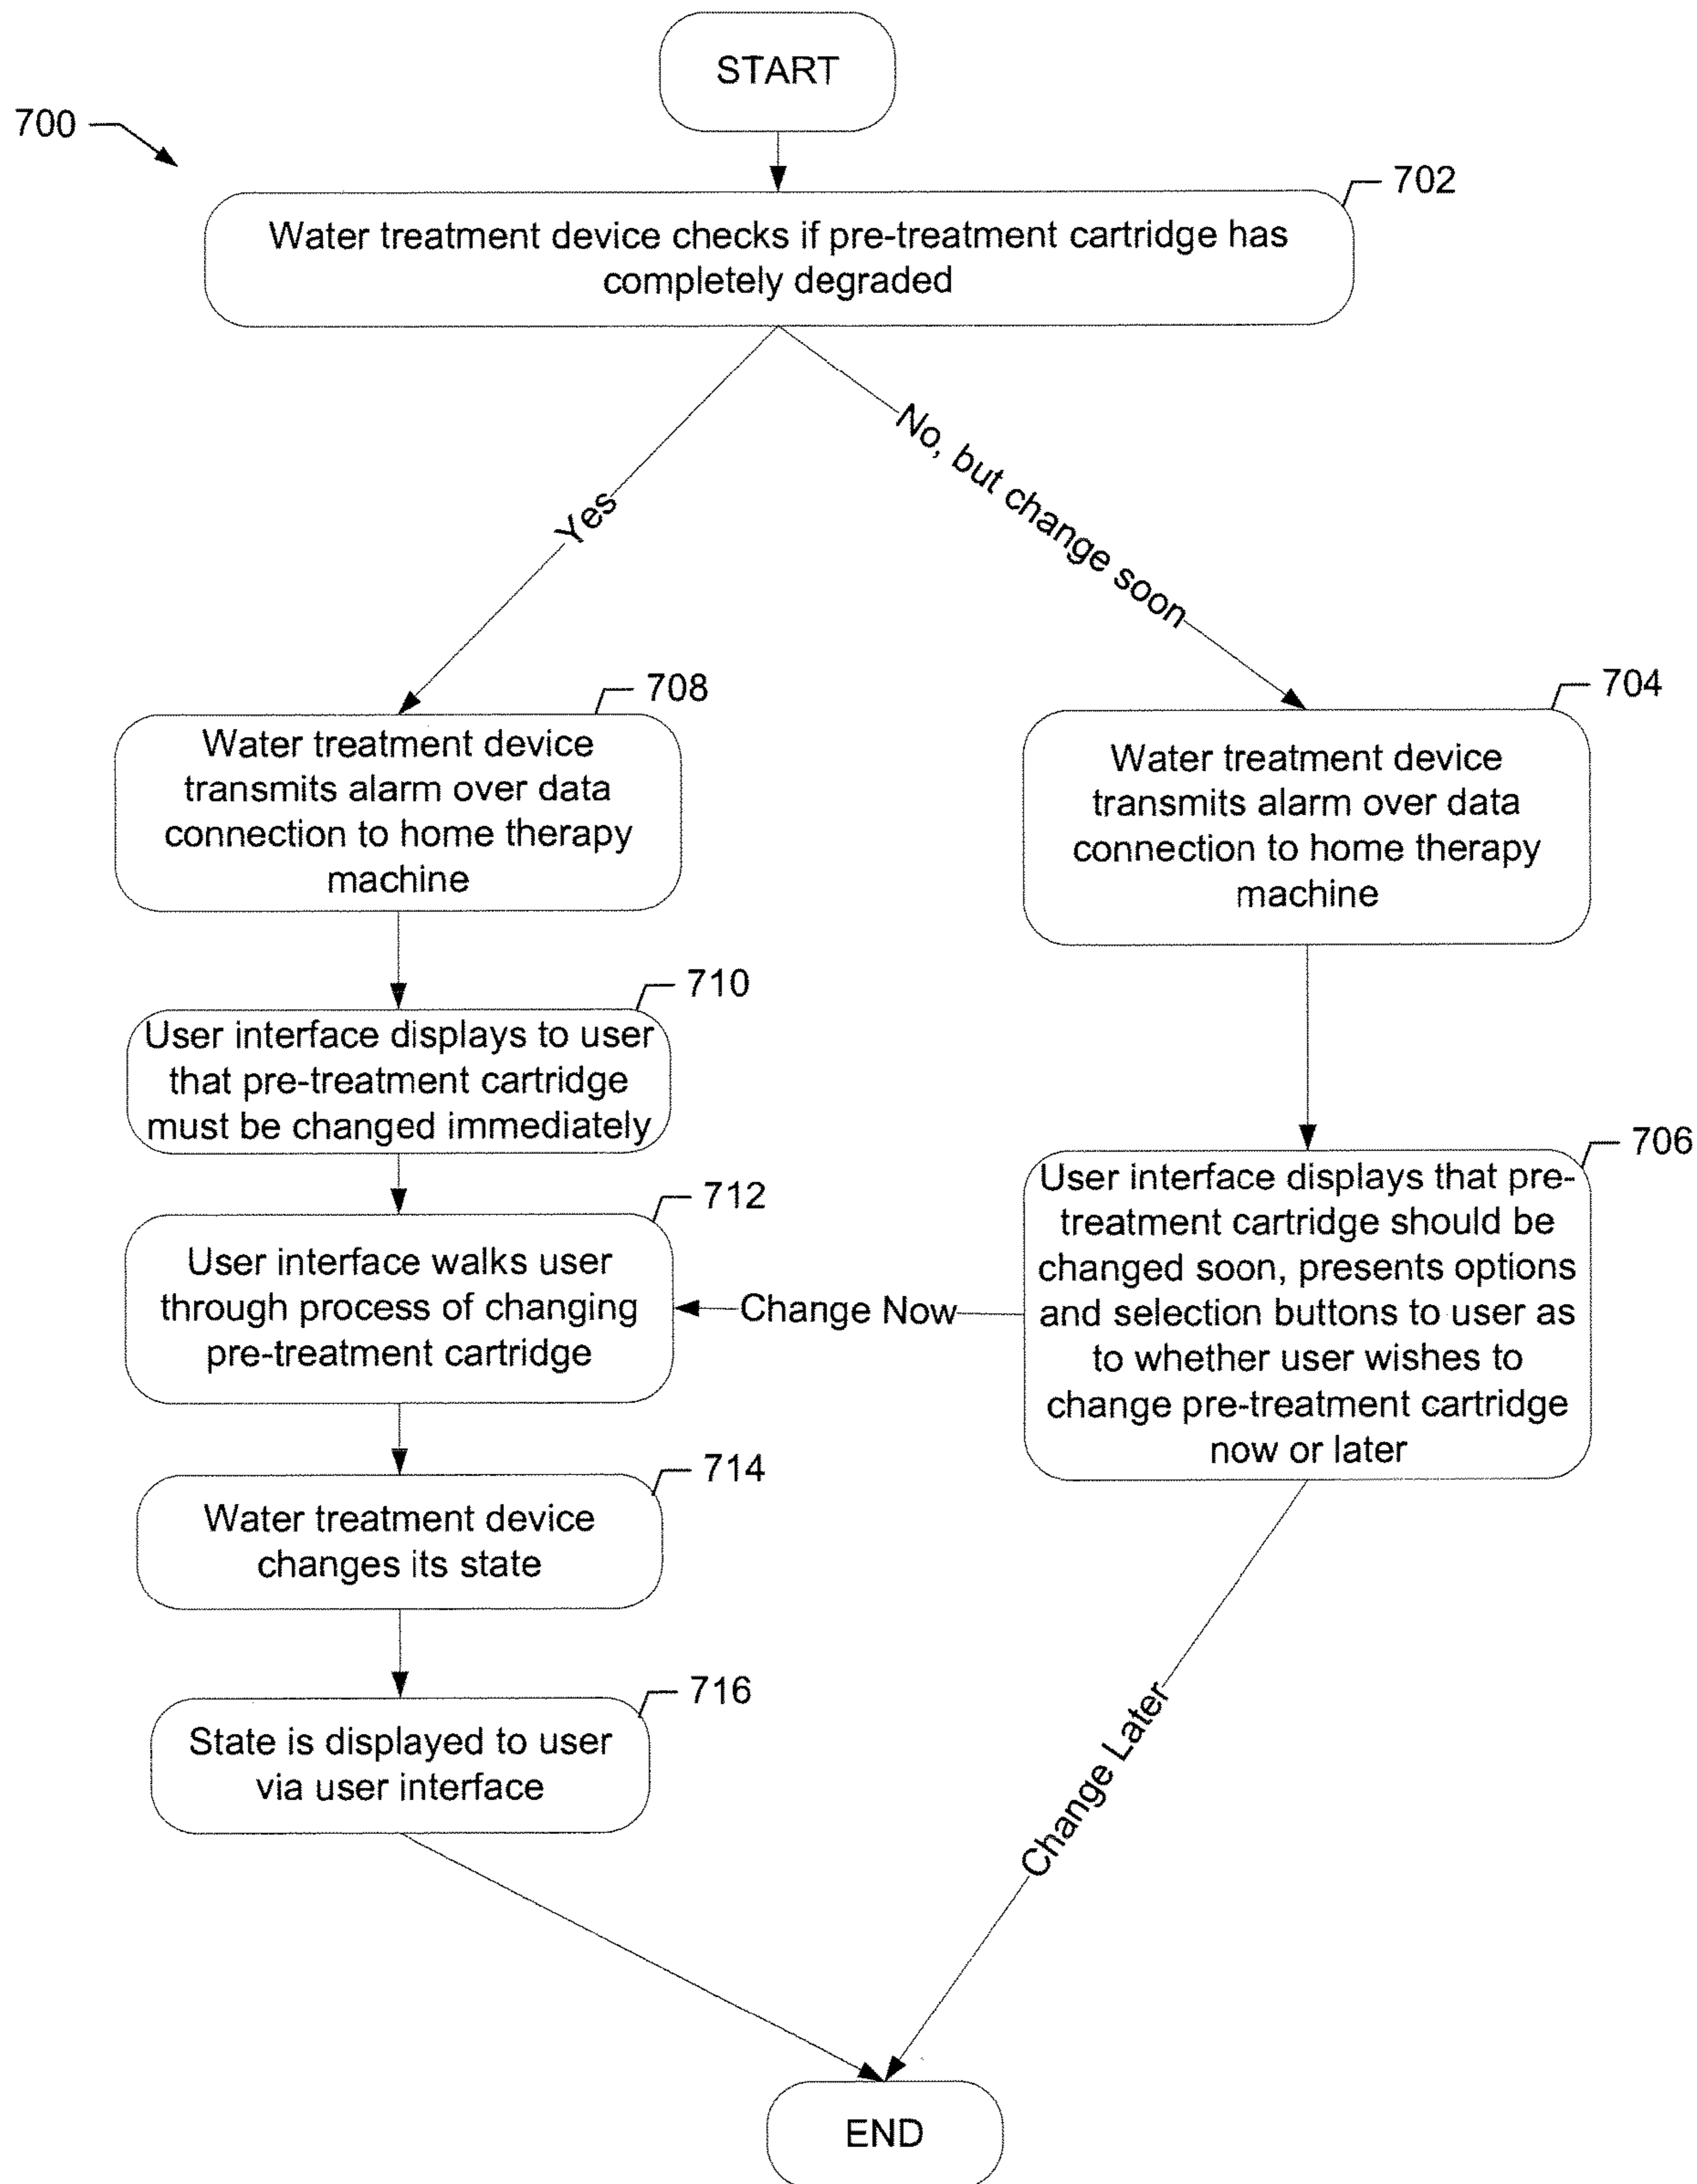 START
700
702
Water treatment device checks if pre-treatment cartridge has
completely degraded
Yes
No, but change soon
708
Water treatment device
transmits alarm over data
connection to home therapy
machine
704
Water treatment device
transmits alarm over data
connection to home therapy
machine
710
User interface displays to user
that pre-treatment cartridge
must be changed immediately
706
User interface displays that pre-
treatment cartridge should be
changed soon, presents options
and selection buttons to user as
to whether user wishes to
change pre-treatment cartridge
now or later
712
User interface walks user
through process of changing
pre-treatment cartridge
Change Now
714
Water treatment device
changes its state
716
State is displayed to user
via user interface
Change Later
END